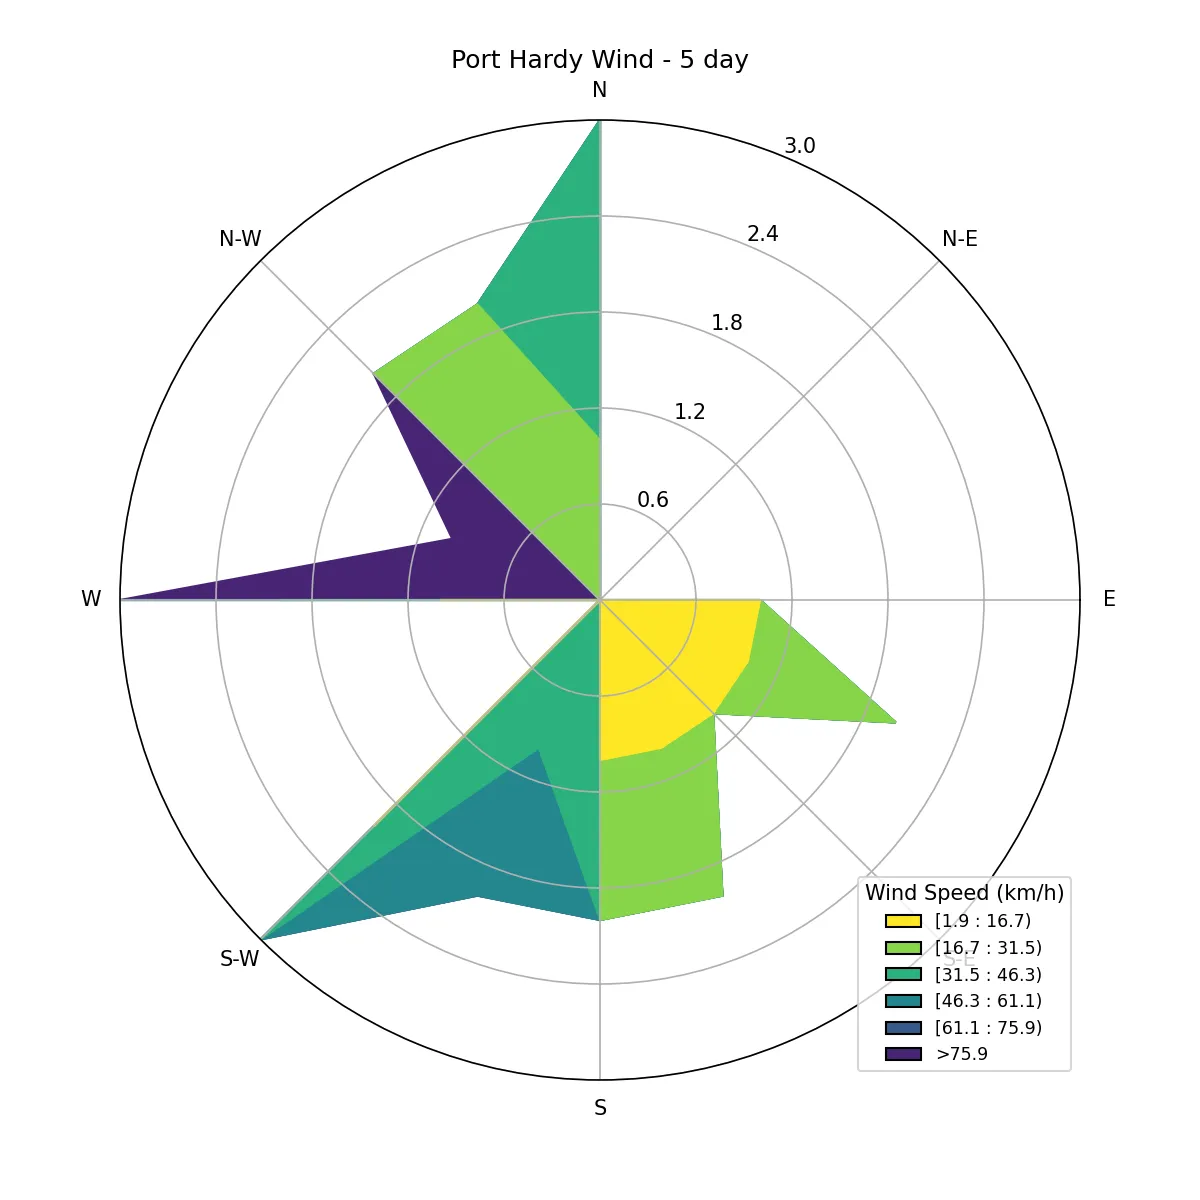 Port Hardy Wind - 5 day
N
3.0
N-W
N-E
2.4
1.8
1.2
0.6
W
E
Wind Speed (km/h)
[1.9 : 16.7)
[16.7 : 31.5)
S-W
S-E
[31.5 : 46.3)
[46.3 : 61.1)
[61.1 : 75.9)
>75.9
S